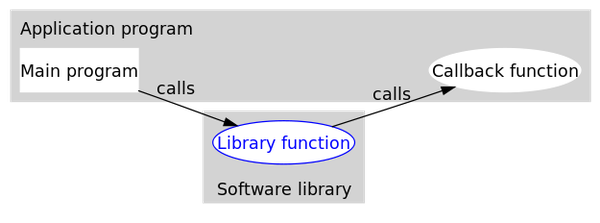 Application program
Main program
Callback function
calls
calls
Library function
Software library